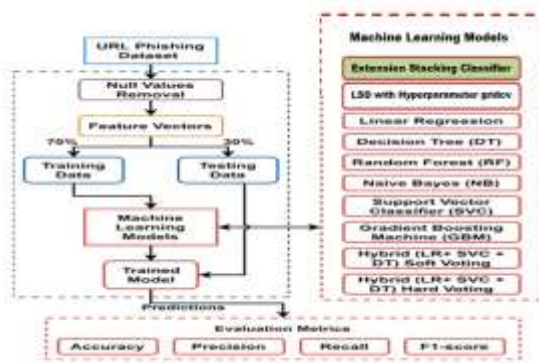 URL Phishing
Dataset
Null Values
Removal
Feature Vectors
70%
30%
Training
Data
Testing
Data
Machine
Learning
Models
Trained
Model
Predictions
Machine Learning Models
Extension Stacking Classifier
LSD with Hyperparameter gridcv
Linear Regression
Decision Tree (DT)
Random Forest (RF)
Naive Bayes (NB)
Support Vector
Classifier (SVC)
Gradient Boosting
Machine (GBM)
Hybrid (LR+ SVC +
DT) Soft Voting
Hybrid (LR+ SVC +
DT) Hard Voting
Evaluation Metrics
Accuracy
Precision
Recall
F1-score